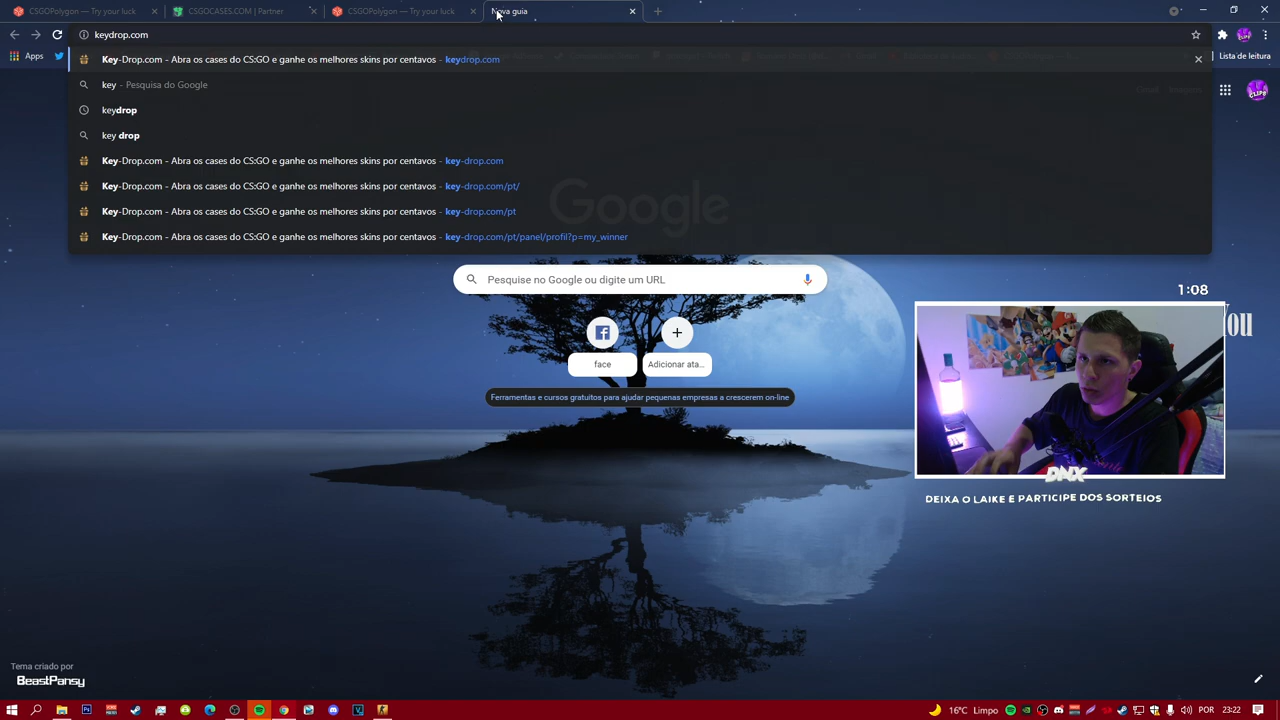 CSGOPolygon — Try your luck
CSGOCASES.COM | Partner
CSGOPolygon — Try your luck
Nova guia
keydrop.com
Apps
Lista de leitura
Key-Drop.com - Abra os cases do CS:GO e ganhe os melhores skins por centavos - keydrop.com
key - Pesquisa do Google
keydrop
key drop
Key-Drop.com - Abra os cases do CS:GO e ganhe os melhores skins por centavos - key-drop.com
Key-Drop.com - Abra os cases do CS:GO e ganhe os melhores skins por centavos - key-drop.com/pt/
Key-Drop.com - Abra os cases do CS:GO e ganhe os melhores skins por centavos - key-drop.com/pt
Key-Drop.com - Abra os cases do CS:GO e ganhe os melhores skins por centavos - key-drop.com/pt/panel/profil?p=my_winner
Gmail
Google
Pesquise no Google ou digite um URL
face
Adicionar ata...
Ferramentas e cursos gratuitos para ajudar pequenas empresas a crescerem on-line
1:08
You
DNX
DEIXA O LAIKE E PARTICIPE DOS SORTEIOS
Tema criado por
BeastPansy
16°C Limpo
POR
23:22